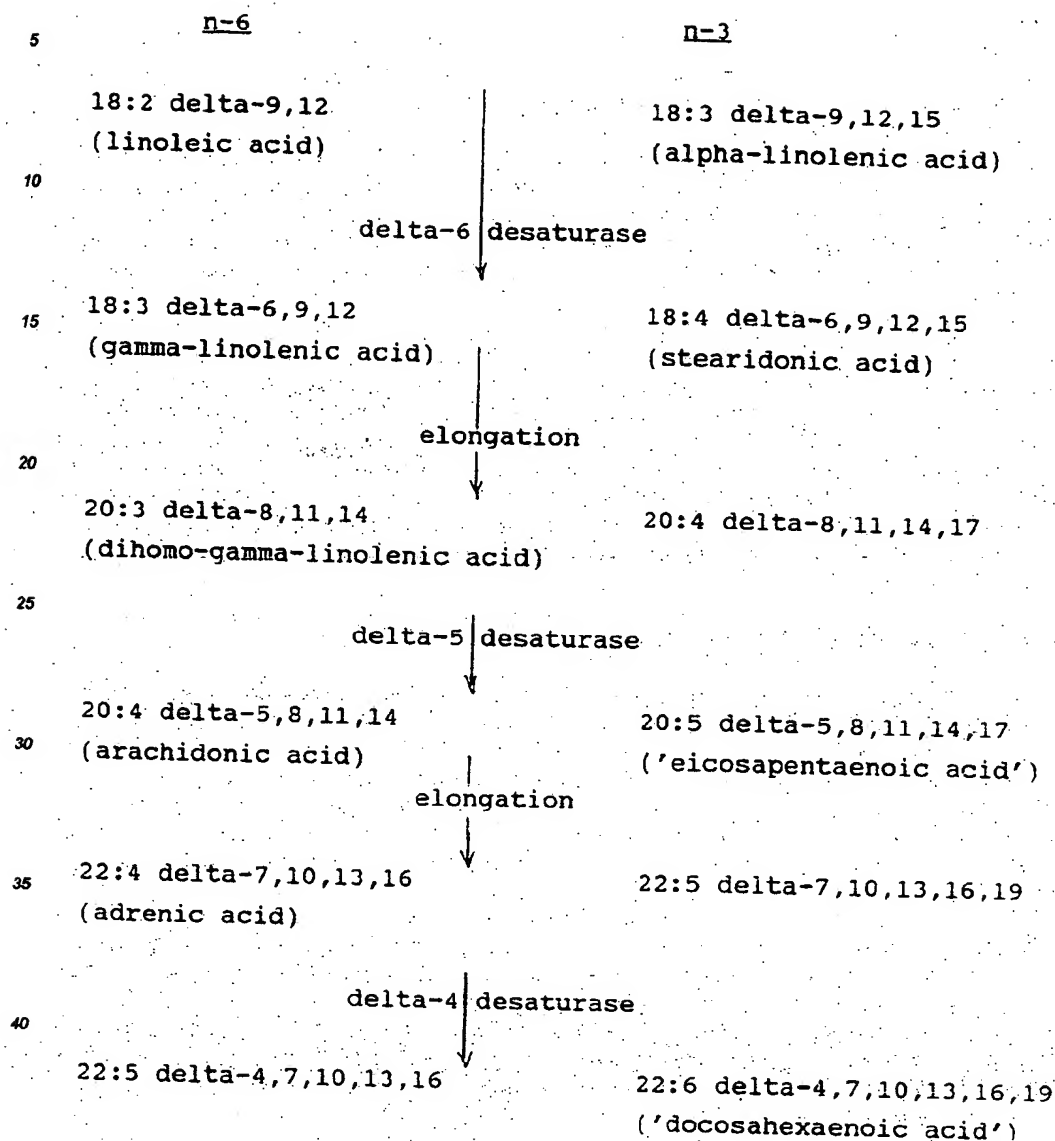 5 n-6 n-3
18:2 delta-9,12 18:3 delta-9,12,15
(linoleic acid) (alpha-linolenic acid)
10
delta-6 desaturase
15 18:3 delta-6,9,12 18:4 delta-6,9,12,15
(gamma-linolenic acid) (stearidonic acid)
elongation
20
20:3 delta-8,11,14 20:4 delta-8,11,14,17
(dihomo-gamma-linolenic acid)
25
delta-5 desaturase
20:4 delta-5,8,11,14 20:5 delta-5,8,11,14,17
30 (arachidonic acid) ('eicosapentaenoic acid')
elongation
35 22:4 delta-7,10,13,16 22:5 delta-7,10,13,16,19
(adrenic acid)
delta-4 desaturase
40
22:5 delta-4,7,10,13,16 22:6 delta-4,7,10,13,16,19
('docosahexaenoic acid')